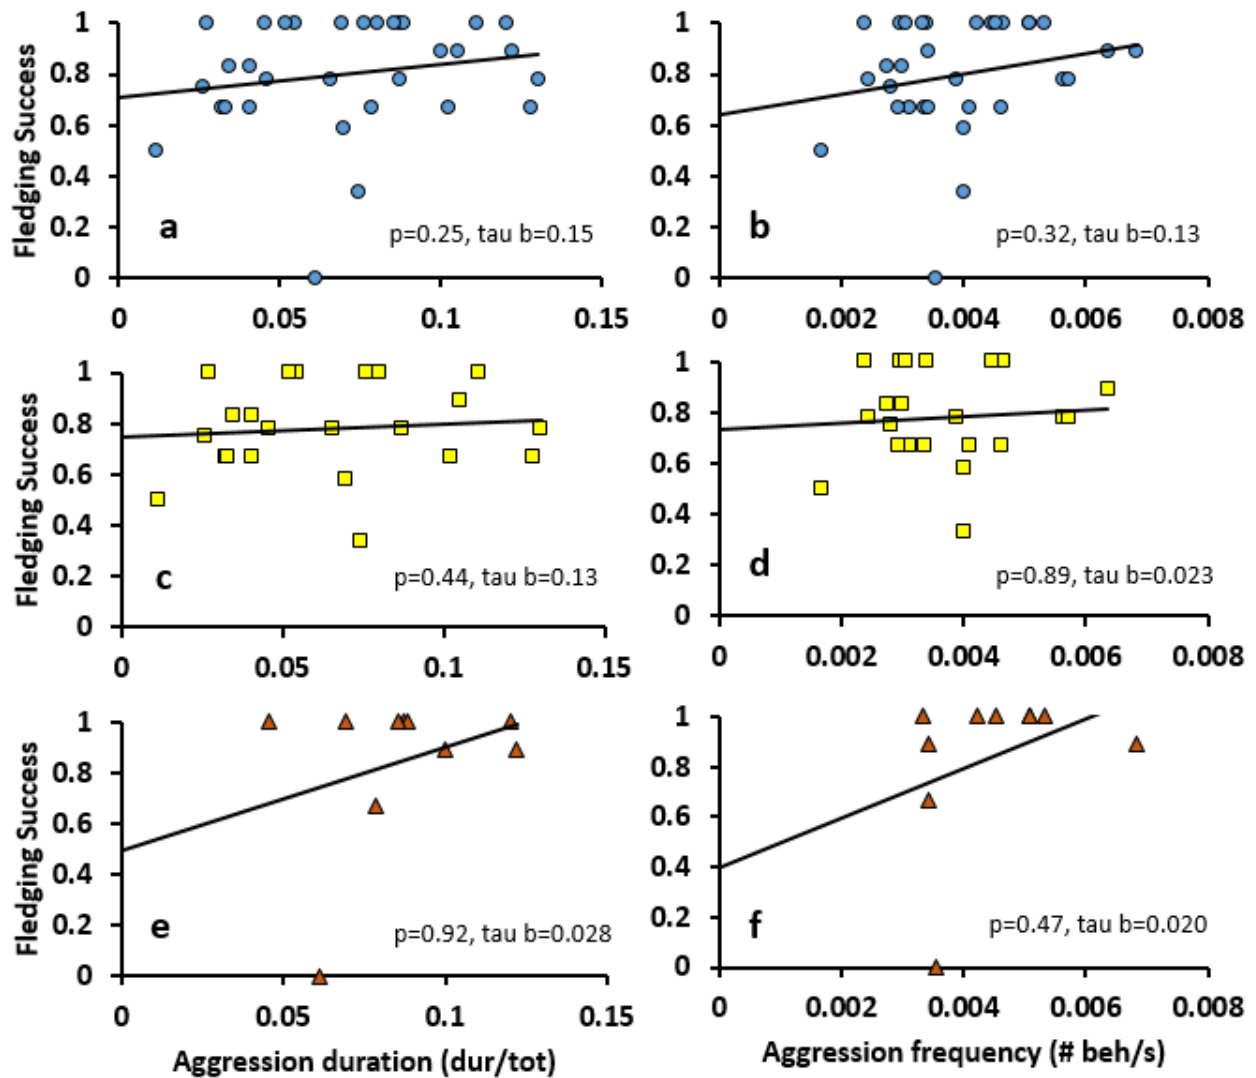 Fledging Success
1
0.8
0.6
0.4
0.2
0
a
p=0.25, tau b=0.15
0 0.05 0.1 0.15
1
0.8
0.6
0.4
0.2
0
b
p=0.32, tau b=0.13
0 0.002 0.004 0.006 0.008
Fledging Success
1
0.8
0.6
0.4
0.2
0
c
p=0.44, tau b=0.13
0 0.05 0.1 0.15
1
0.8
0.6
0.4
0.2
0
d
p=0.89, tau b=0.023
0 0.002 0.004 0.006 0.008
Fledging Success
1
0.8
0.6
0.4
0.2
0
e
p=0.92, tau b=0.028
0 0.05 0.1 0.15
Aggression duration (dur/tot)
1
0.8
0.6
0.4
0.2
0
f
p=0.47, tau b=0.020
0 0.002 0.004 0.006 0.008
Aggression frequency (# beh/s)